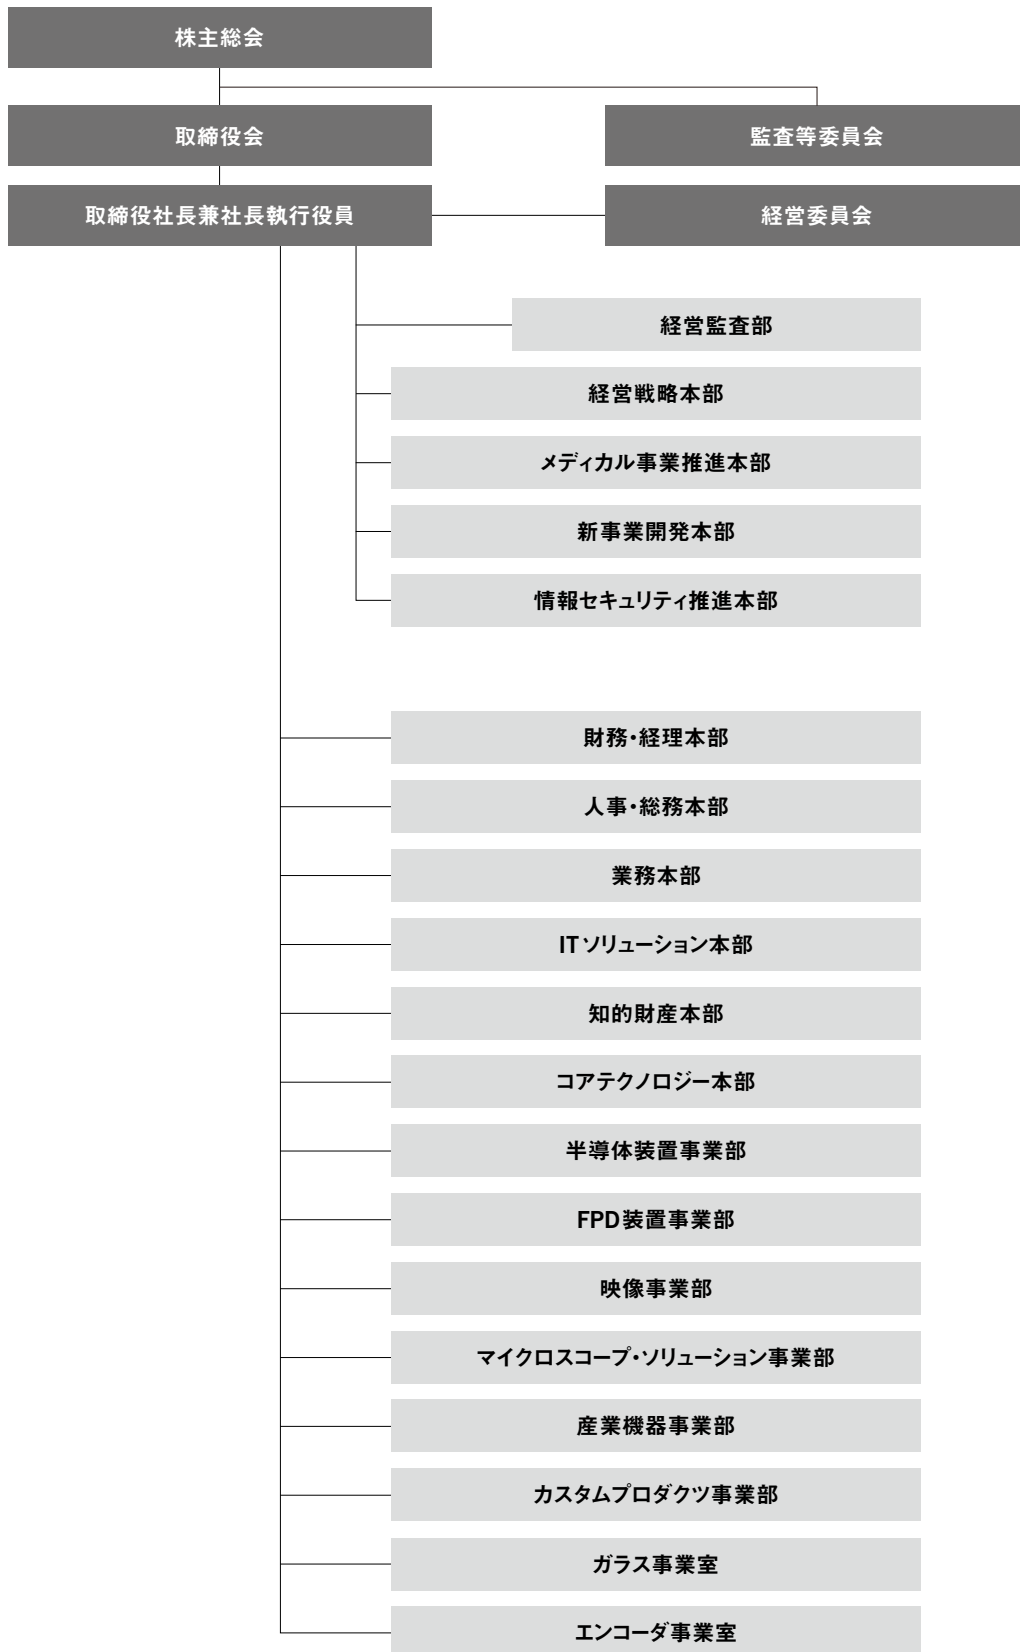 株主総会
取締役会
監査等委員会
取締役社長兼社長執行役員
経営委員会
経営監査部
経営戦略本部
メディカル事業推進本部
新事業開発本部
情報セキュリティ推進本部
財務・経理本部
人事・総務本部
業務本部
ITソリューション本部
知的財産本部
コアテクノロジー本部
半導体装置事業部
FPD装置事業部
映像事業部
マイクロスコープ・ソリューション事業部
産業機器事業部
カスタムプロダクツ事業部
ガラス事業室
エンコーダ事業室